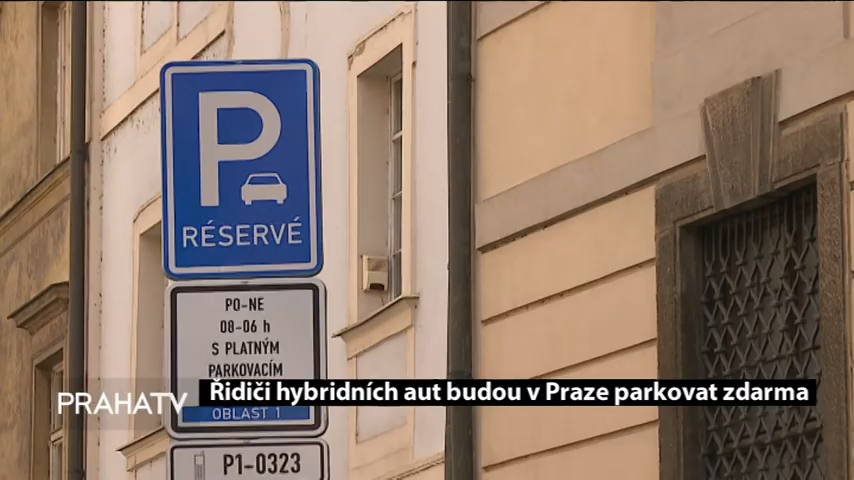 P
RÉSERVÉ
PO-NE
08-06 h
S PLATNÝM
PARKOVACÍM
OBLAST 1
P1-0323
PRAHATV
Řidiči hybridních aut budou v Praze parkovat zdarma